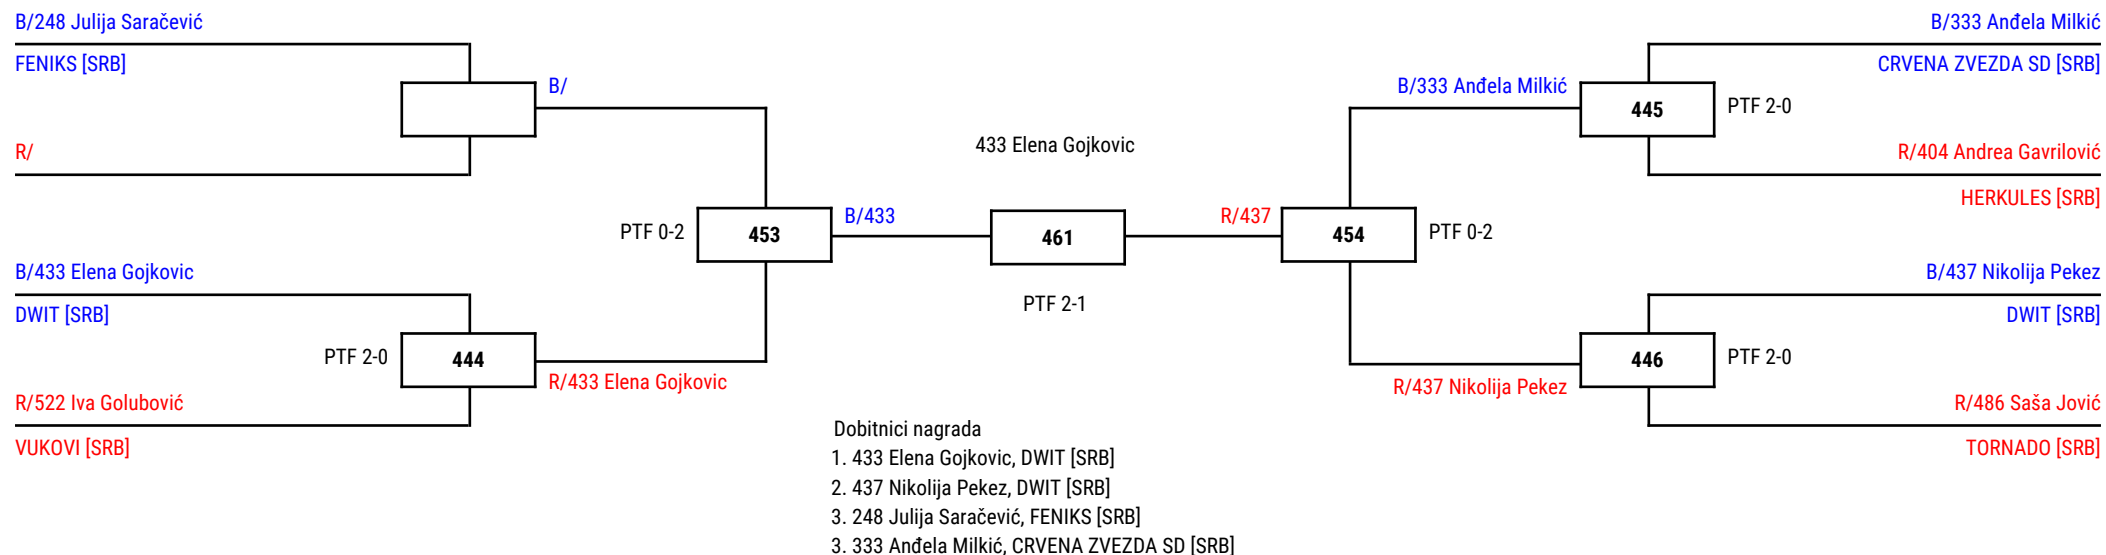 B/248 Julija Saračević
FENIKS [SRB]
B/
R/
B/433 Elena Gojkovic
DWIT [SRB]
PTF 2-0
444
R/433 Elena Gojkovic
R/522 Iva Golubović
VUKOVI [SRB]
PTF 0-2
453
B/433
433 Elena Gojkovic
461
PTF 2-1
R/437
454
PTF 0-2
B/333 Anđela Milkić
CRVENA ZVEZDA SD [SRB]
B/333 Anđela Milkić
445
PTF 2-0
R/404 Andrea Gavrilović
HERKULES [SRB]
B/437 Nikolija Pekez
DWIT [SRB]
R/437 Nikolija Pekez
446
PTF 2-0
R/486 Saša Jović
TORNADO [SRB]
Dobitnici nagrada
1. 433 Elena Gojkovic, DWIT [SRB]
2. 437 Nikolija Pekez, DWIT [SRB]
3. 248 Julija Saračević, FENIKS [SRB]
3. 333 Anđela Milkić, CRVENA ZVEZDA SD [SRB]